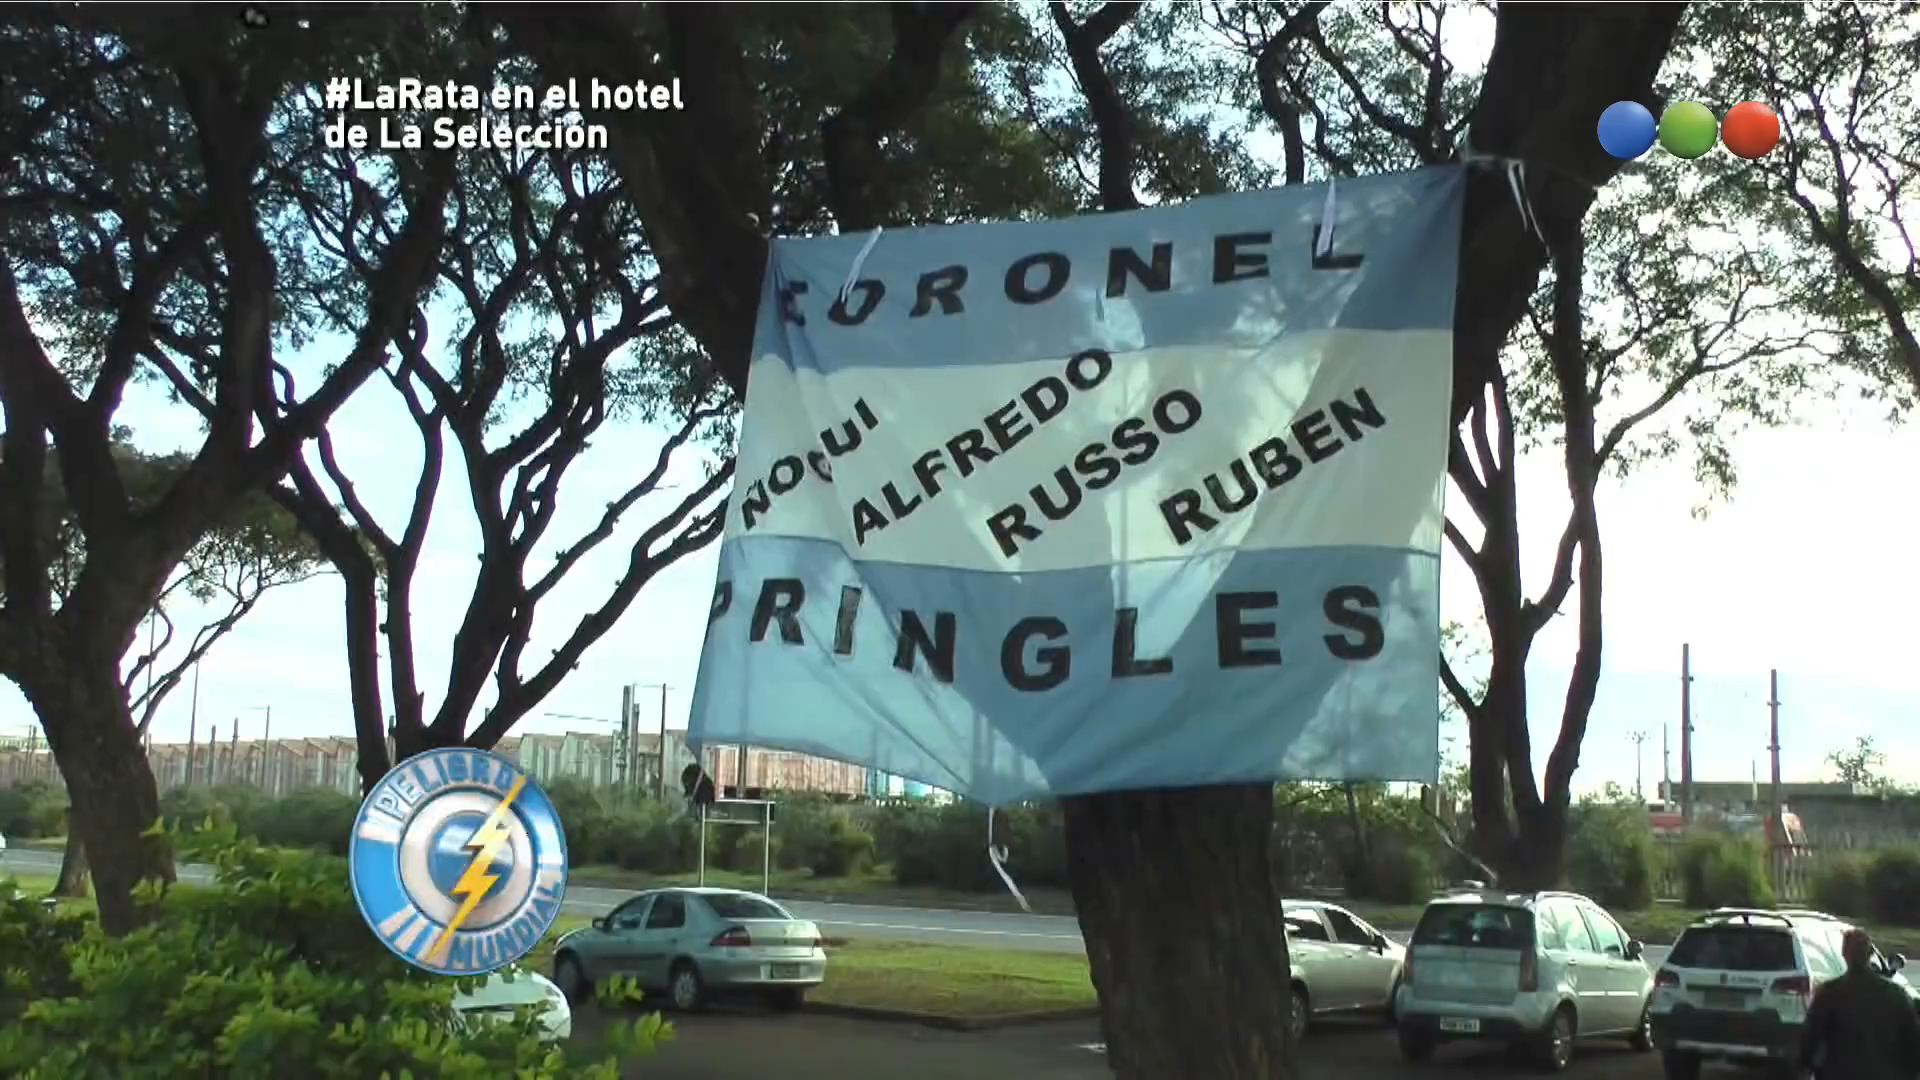 #LaRata en el hotel
de La Selección
CORONEL
ÑOQUI
ALFREDO
RUSSO
RUBEN
PRINGLES
PELIGRO
MUNDIAL